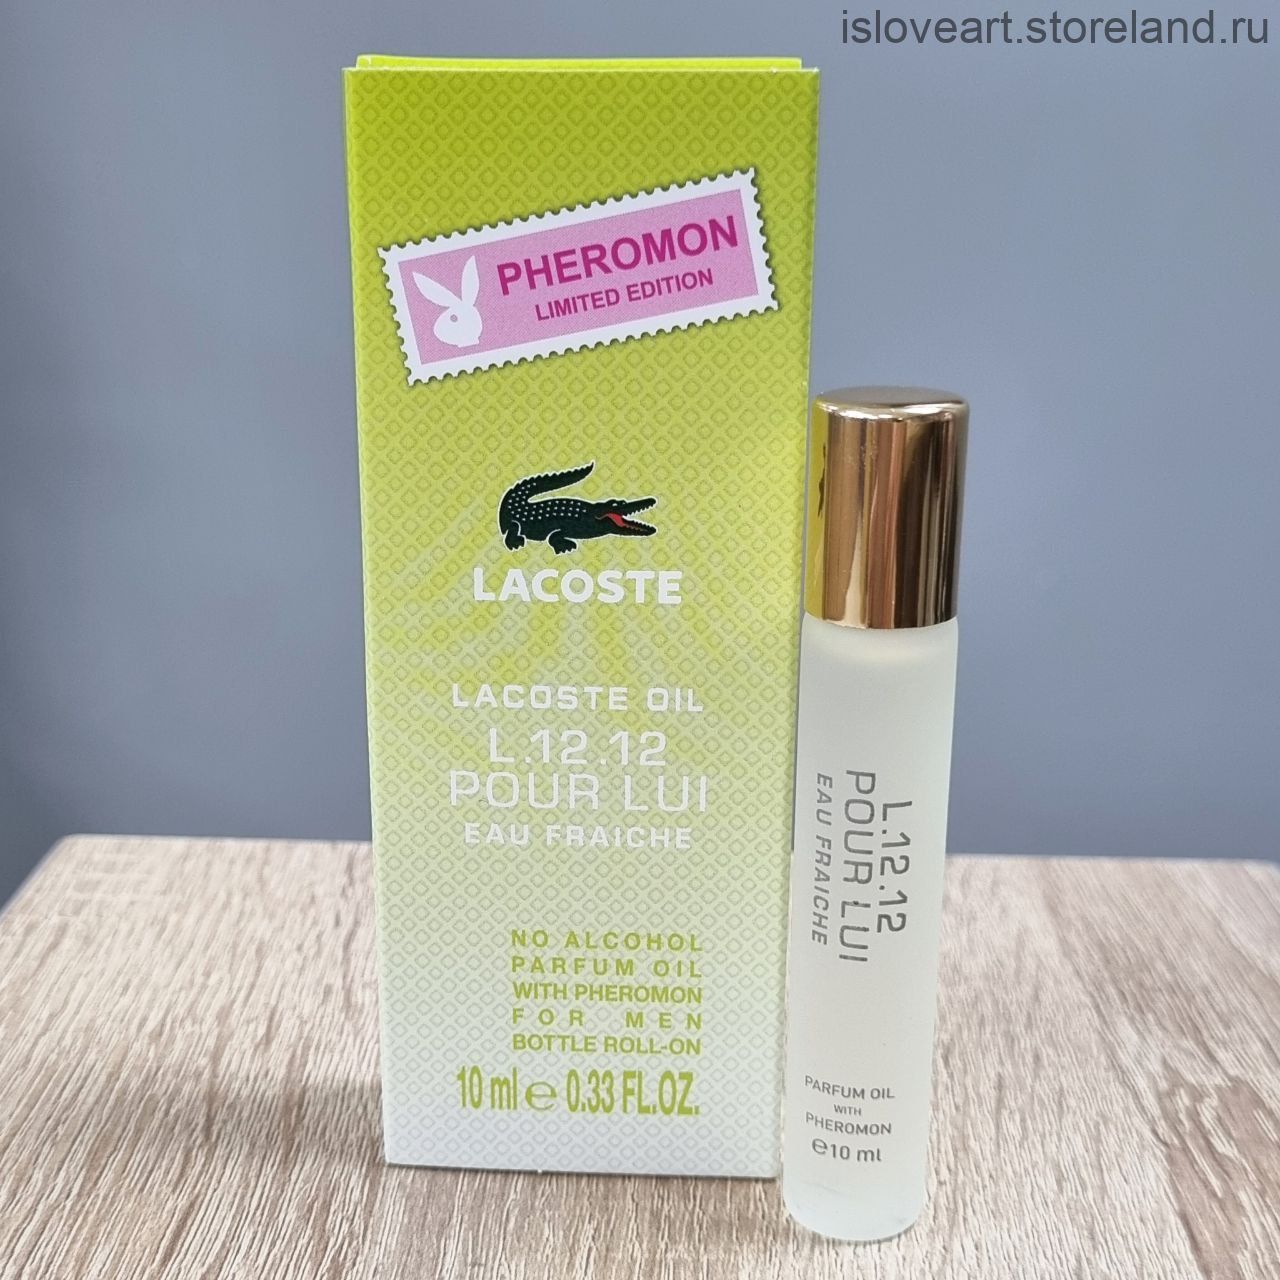 isloveart.storeland.ru
PHEROMON
LIMITED EDITION
LACOSTE
LACOSTE OIL
L.12.12
POUR LUI
EAU FRAICHE
NO ALCOHOL
PARFUM OIL
WITH PHEROMON
FOR MEN
BOTTLE ROLL-ON
10 ml e 0.33 FL.OZ.
L.12.12
POUR LUI
EAU FRAICHE
PARFUM OIL
WITH
PHEROMON
e10 ml